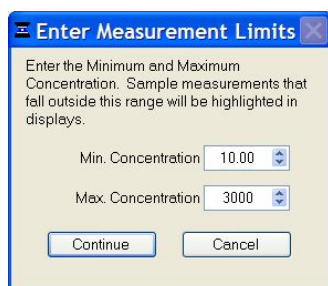 Enter Measurement Limits
Enter the Minimum and Maximum
Concentration. Sample measurements that
fall outside this range will be highlighted in
displays.
Min. Concentration 10.00
Max. Concentration 3000
Continue Cancel